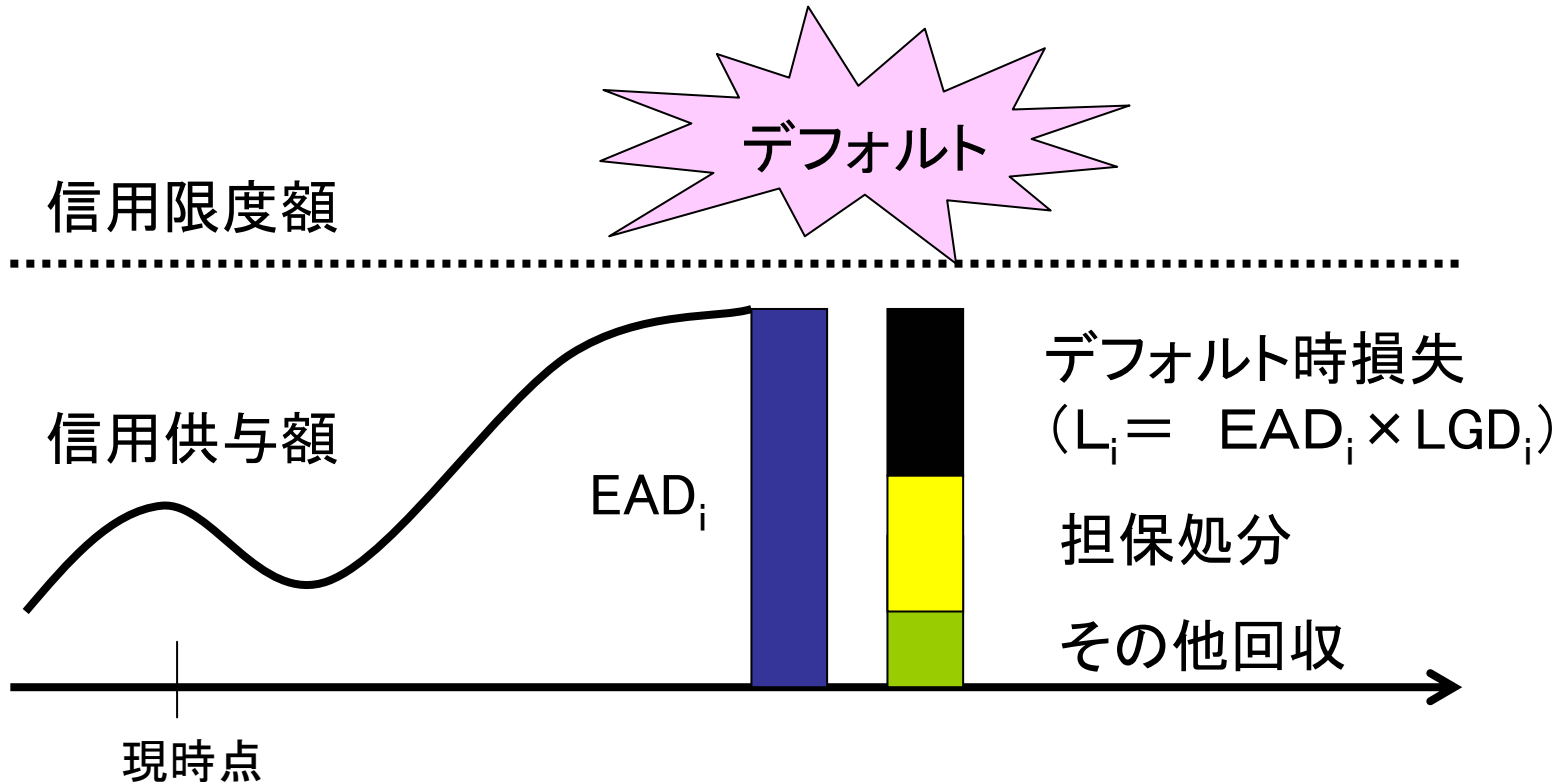 デフォルト
信用限度額
信用供与額
EADi
デフォルト時損失
（Li＝　EADi×LGDi）
担保処分
その他回収
現時点